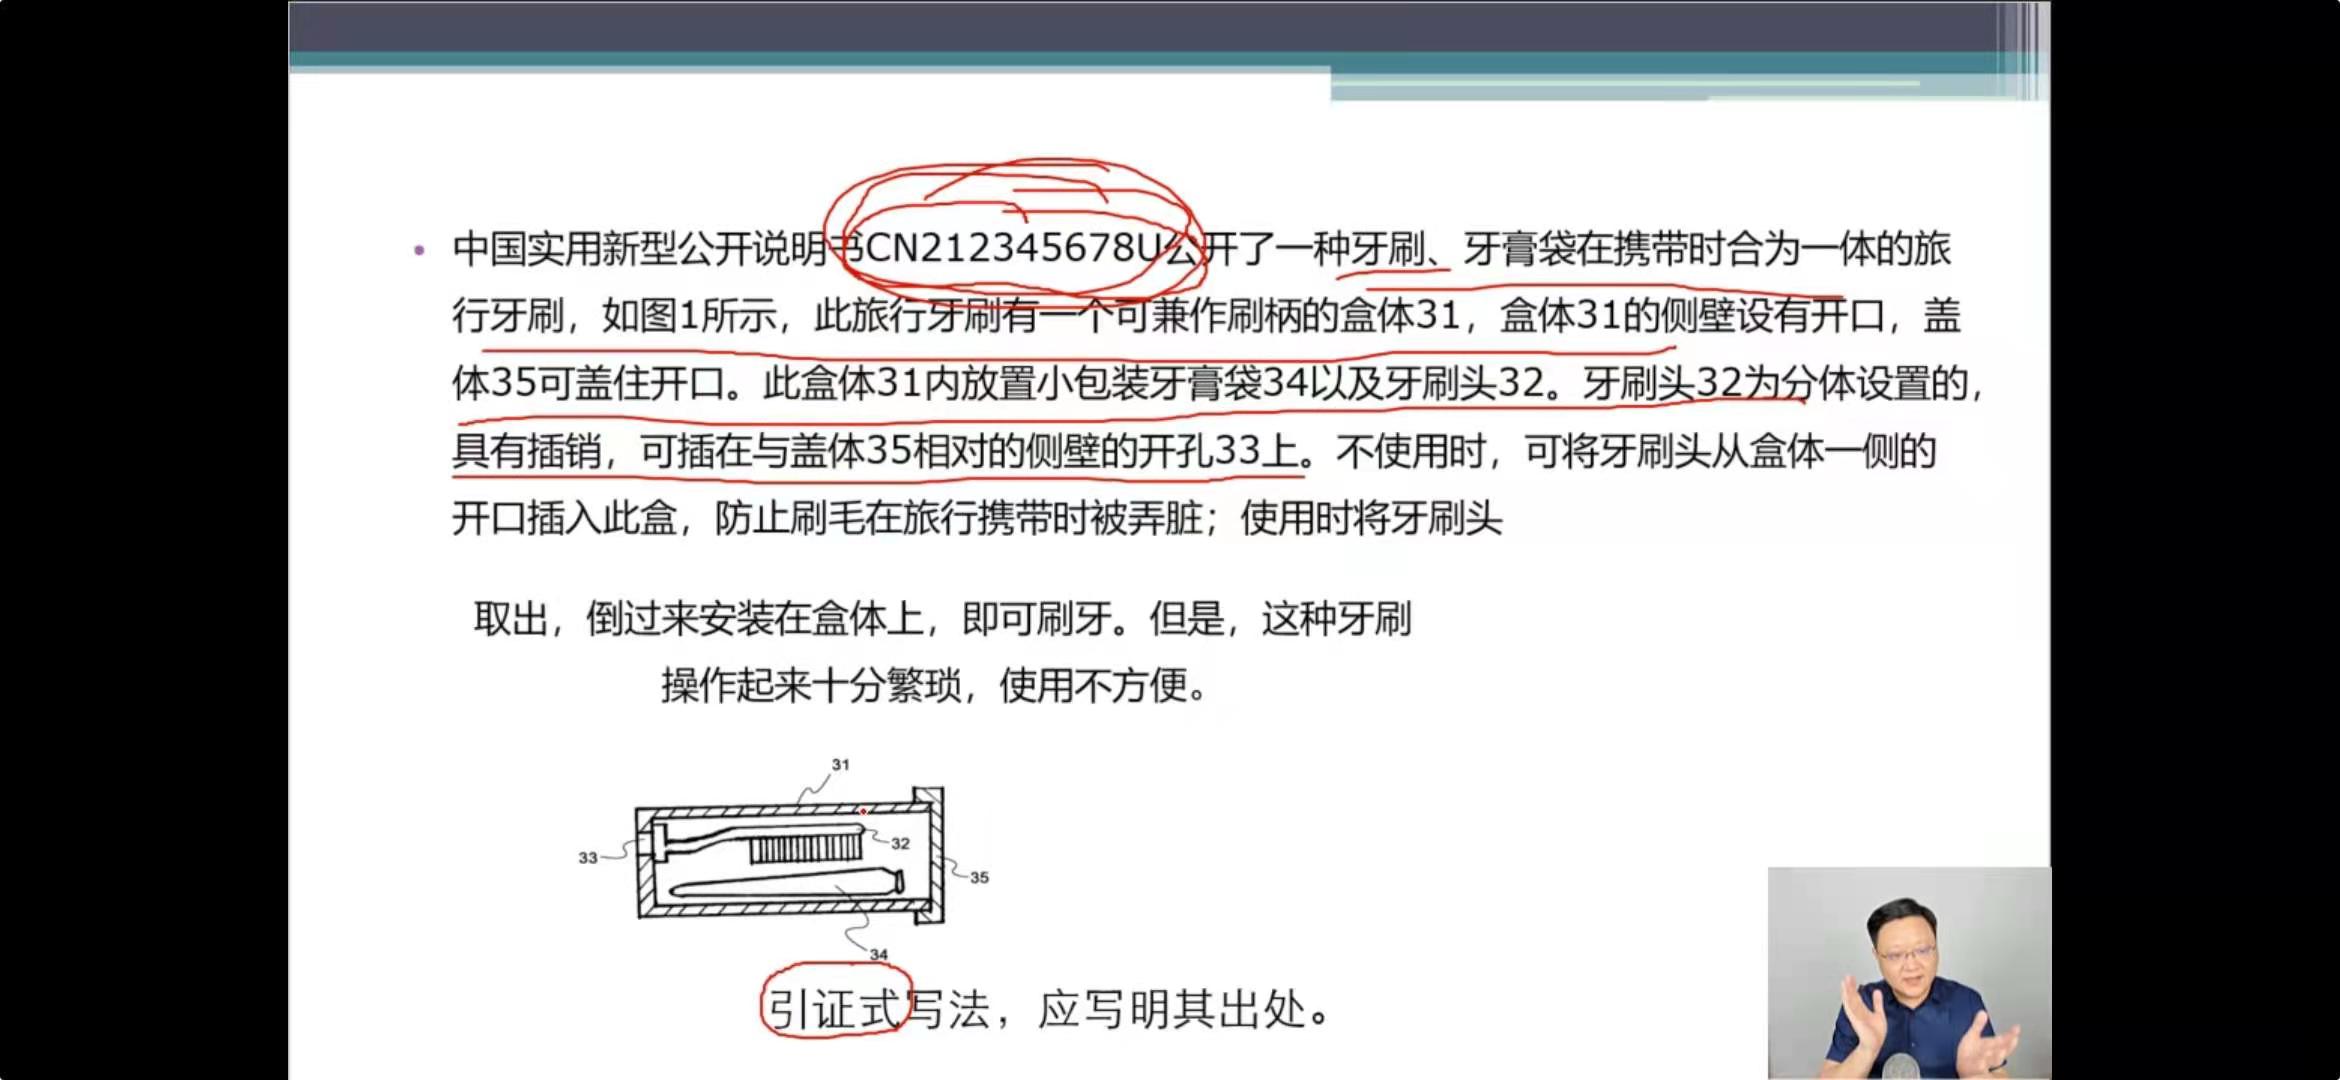 • 中国实用新型公开说明书CN212345678U公开了一种牙刷、牙膏袋在携带时合为一体的旅
行牙刷，如图1所示，此旅行牙刷有一个可兼作刷柄的盒体31，盒体31的侧壁设有开口，盖
体35可盖住开口。此盒体31内放置小包装牙膏袋34以及牙刷头32。牙刷头32为分体设置的，
具有插销，可插在与盖体35相对的侧壁的开孔33上。不使用时，可将牙刷头从盒体一侧的
开口插入此盒，防止刷毛在旅行携带时被弄脏；使用时将牙刷头
取出，倒过来安装在盒体上，即可刷牙。但是，这种牙刷
操作起来十分繁琐，使用不方便。
31
32
33
35
34
引证式写法，应写明其出处。